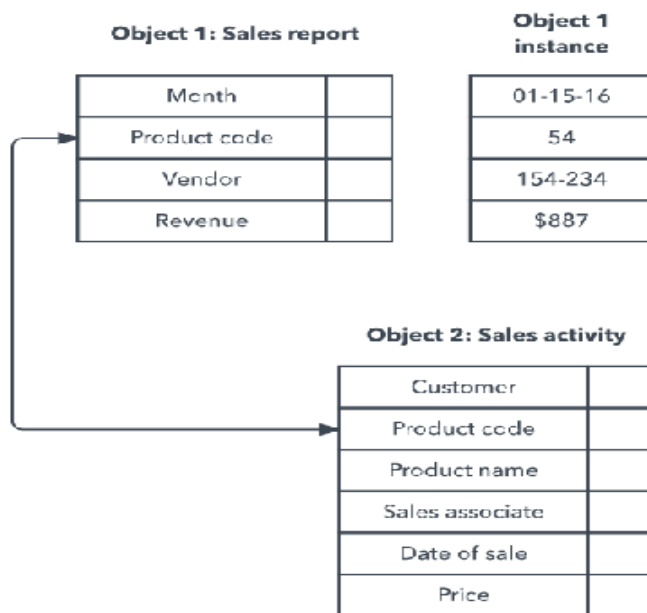 Object 1: Sales report
Object 1
instance
Month
01-15-16
Product code
54
Vendor
154-234
Revenue
$887
Object 2: Sales activity
Customer
Product code
Product name
Sales associate
Date of sale
Price